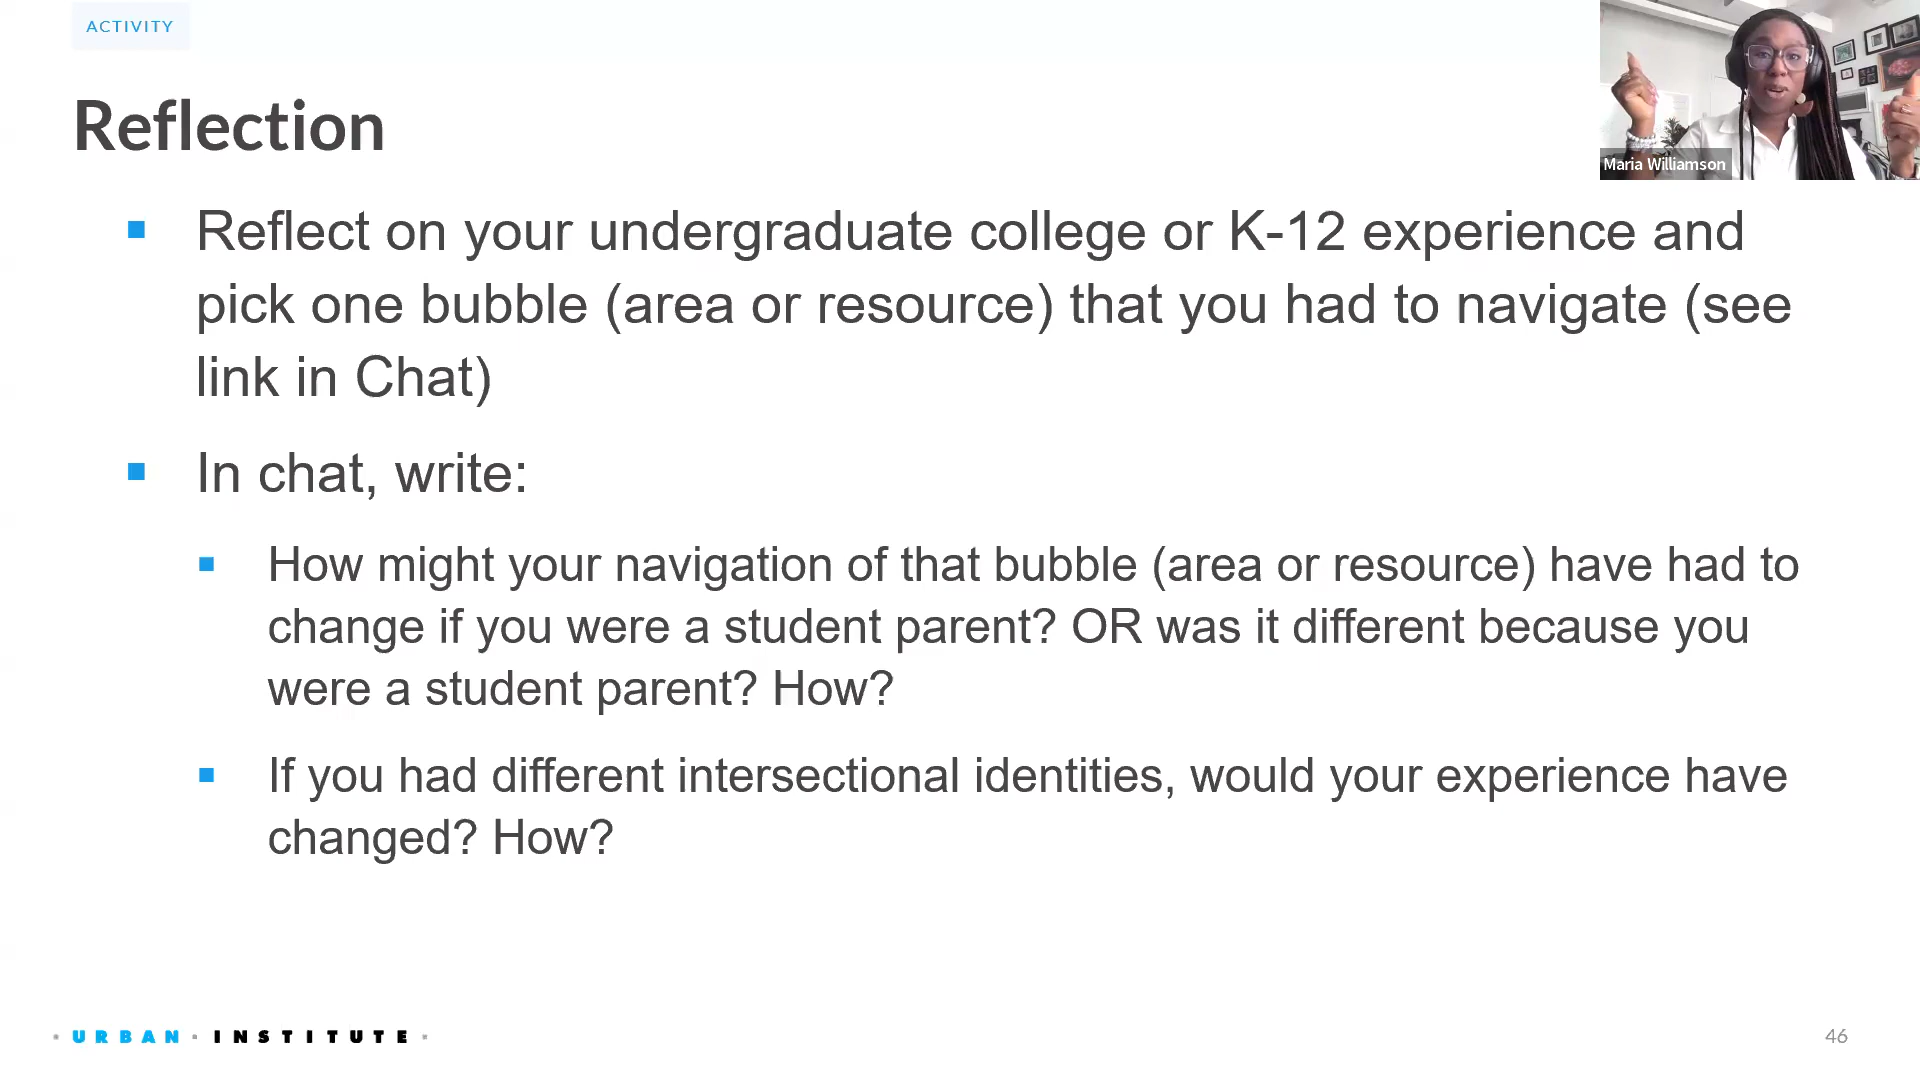 ACTIVITY
Maria Williamson
Reflection
Reflect on your undergraduate college or K-12 experience and
pick one bubble (area or resource) that you had to navigate (see
link in Chat)
In chat, write:
How might your navigation of that bubble (area or resource) have had to
change if you were a student parent? OR was it different because you
were a student parent? How?
If you had different intersectional identities, would your experience have
changed? How?
URBAN INSTITUTE
46